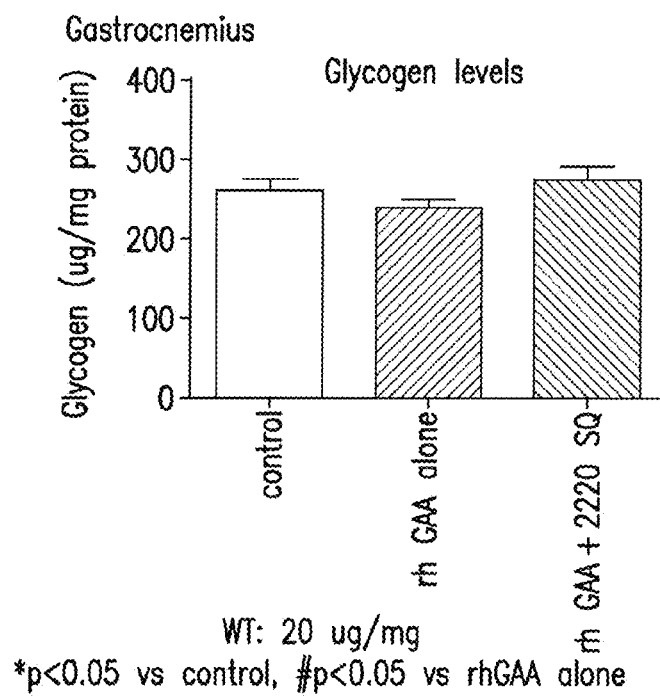 Gastrocnemius
Glycogen levels
Glycogen (ug/mg protein)
400
300
200
100
0
control
rh GAA alone
rh GAA + 2220 SQ
WT: 20 ug/mg
*p<0.05 vs control, #p<0.05 vs rhGAA alone